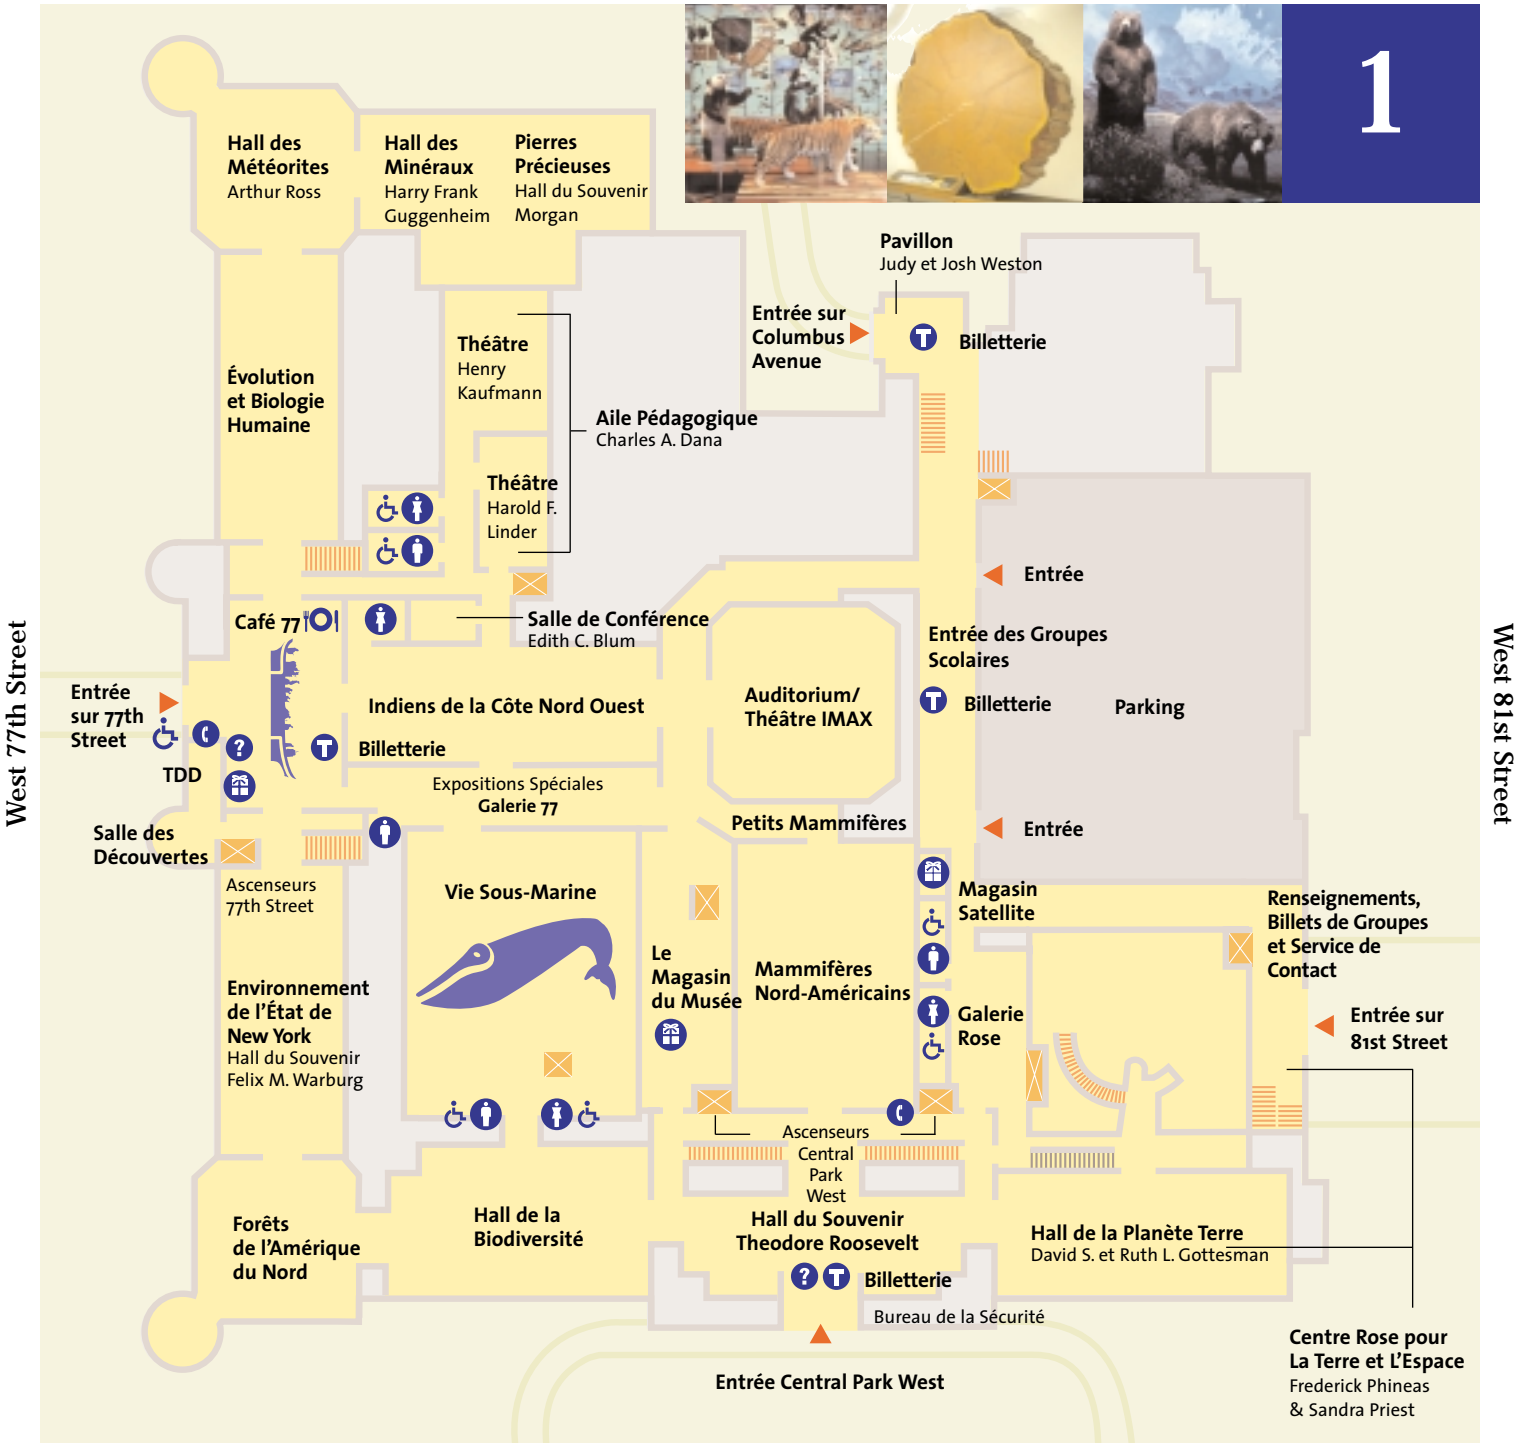 1
Hall des
Météorites
Arthur Ross
Hall des
Minéraux
Harry Frank
Guggenheim
Pierres
Précieuses
Hall du Souvenir
Morgan
Pavillon
Judy et Josh Weston
Entrée sur
Columbus
Avenue
T
Billetterie
Théâtre
Henry
Kaufmann
Évolution
et Biologie
Humaine
Aile Pédagogique
Charles A. Dana
Théâtre
Harold F.
Linder
Entrée
Café 77
Salle de Conférence
Edith C. Blum
Entrée des Groupes
Scolaires
West 77th Street
West 81st Street
Entrée
sur 77th
Street
Indiens de la Côte Nord Ouest
Auditorium/
Théâtre IMAX
T
Billetterie
Parking
?
T
Billetterie
TDD
Expositions Spéciales
Galerie 77
Petits Mammifères
Entrée
Salle des
Découvertes
Ascenseurs
77th Street
Vie Sous-Marine
Magasin
Satellite
Renseignements,
Billets de Groupes
et Service de
Contact
Le
Magasin
du Musée
Mammifères
Nord-Américains
Environnement
de l'État de
New York
Hall du Souvenir
Felix M. Warburg
Galerie
Rose
Entrée sur
81st Street
Ascenseurs
Central
Park
West
Hall de la
Biodiversité
Hall du Souvenir
Theodore Roosevelt
Forêts
de l'Amérique
du Nord
Hall de la Planète Terre
David S. et Ruth L. Gottesman
?
T
Billetterie
Bureau de la Sécurité
Entrée Central Park West
Centre Rose pour
La Terre et L'Espace
Frederick Phineas
& Sandra Priest